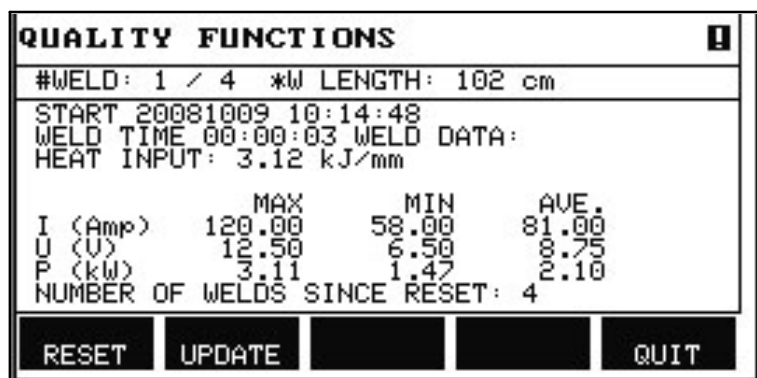 QUALITY FUNCTIONS
#WELD: 1 / 4 *W LENGTH: 102 cm
START 20081009 10:14:48
WELD TIME 00:00:03 WELD DATA:
HEAT INPUT: 3.12 kJ/mm
MAX MIN AVE.
I (Amp) 120.00 58.00 81.00
U (V) 12.50 6.50 8.75
P (kW) 3.11 1.47 2.10
NUMBER OF WELDS SINCE RESET: 4
RESET UPDATE QUIT